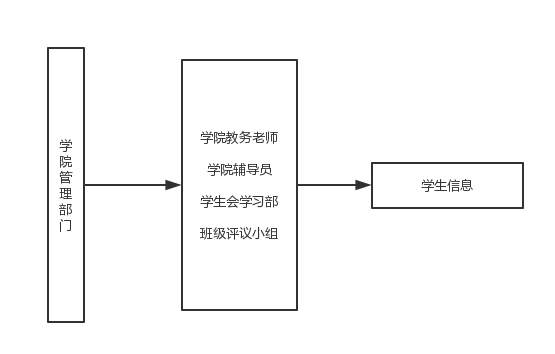 学院管理部门
学院教务老师
学院辅导员
学生会学习部
班级评议小组
学生信息